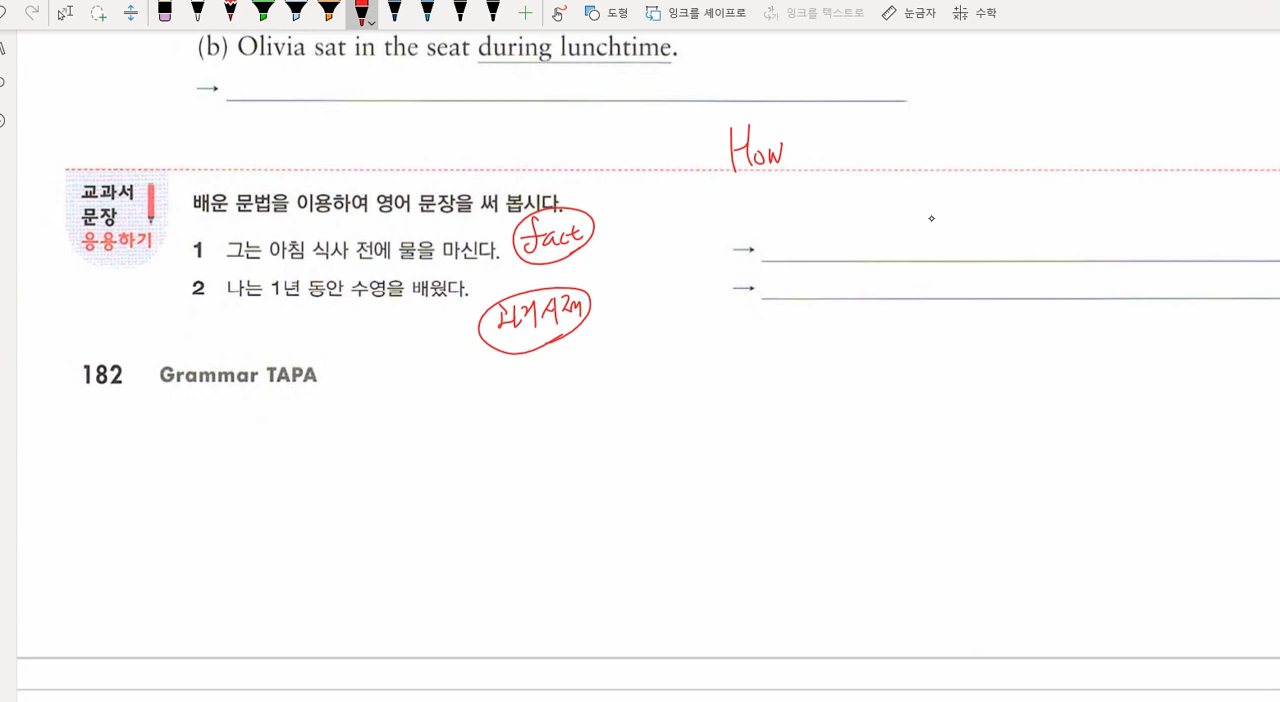 도형
잉크를 셰이프로
잉크를 텍스트로
눈금자
수학
(b) Olivia sat in the seat during lunchtime.
→
How
교과서
문장
응용하기
배운 문법을 이용하여 영어 문장을 써 봅시다.
1 그는 아침 식사 전에 물을 마신다. fact →
2 나는 1년 동안 수영을 배웠다. →
과거시제
182 Grammar TAPA